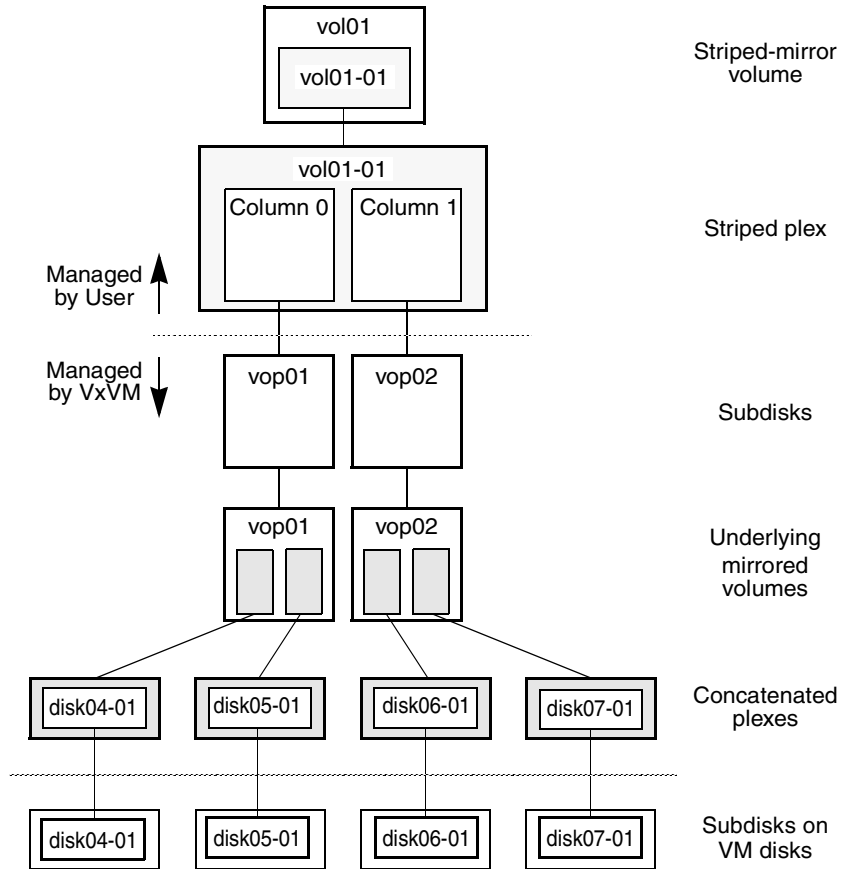 vol01
vol01-01
Striped-mirror
volume
vol01-01
Column 0
Column 1
Striped plex
Managed
by User
Managed
by VxVM
vop01
vop02
Subdisks
vop01
vop02
Underlying
mirrored
volumes
disk04-01
disk05-01
disk06-01
disk07-01
Concatenated
plexes
disk04-01
disk05-01
disk06-01
disk07-01
Subdisks on
VM disks